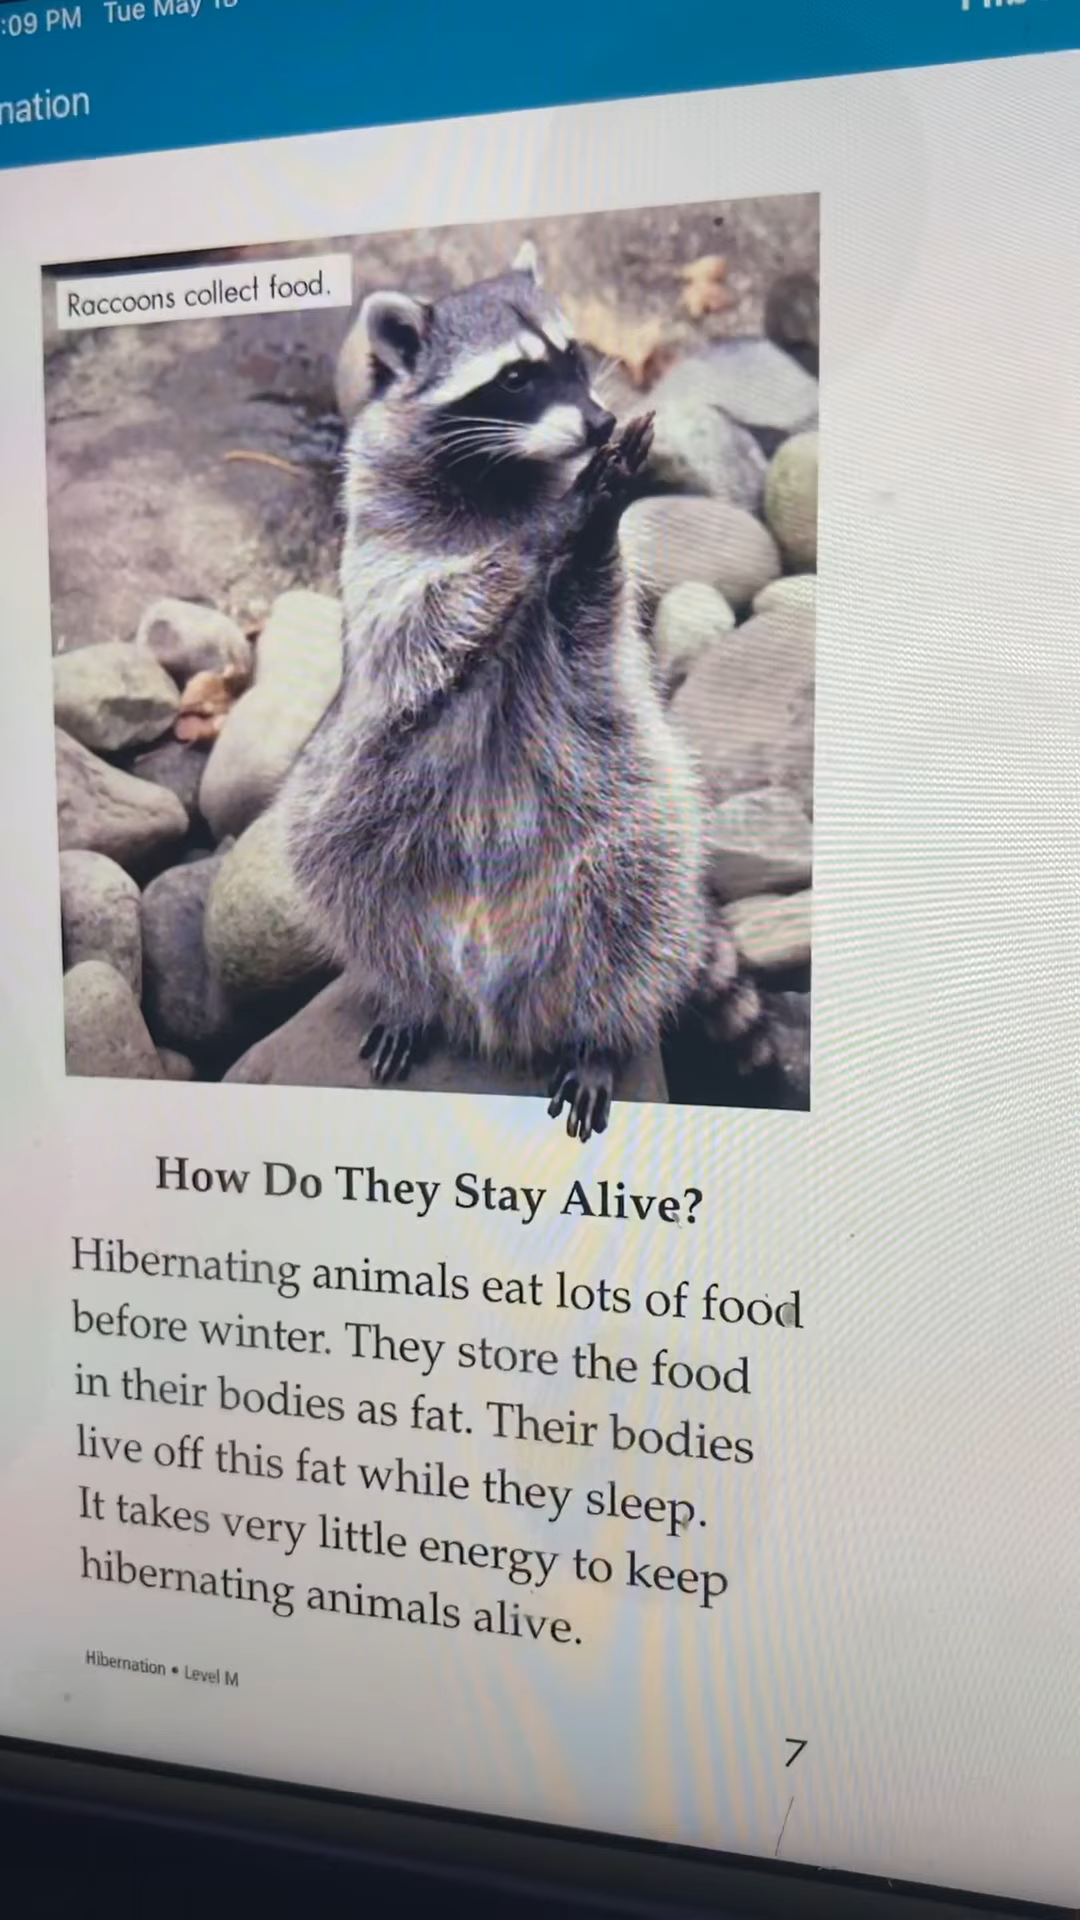 :09 PM Tue May
Raccoons collect food.
How Do They Stay Alive?
Hibernating animals eat lots of food
before winter. They store the food
in their bodies as fat. Their bodies
live off this fat while they sleep.
It takes very little energy to keep
hibernating animals alive.
Hibernation • Level M
7